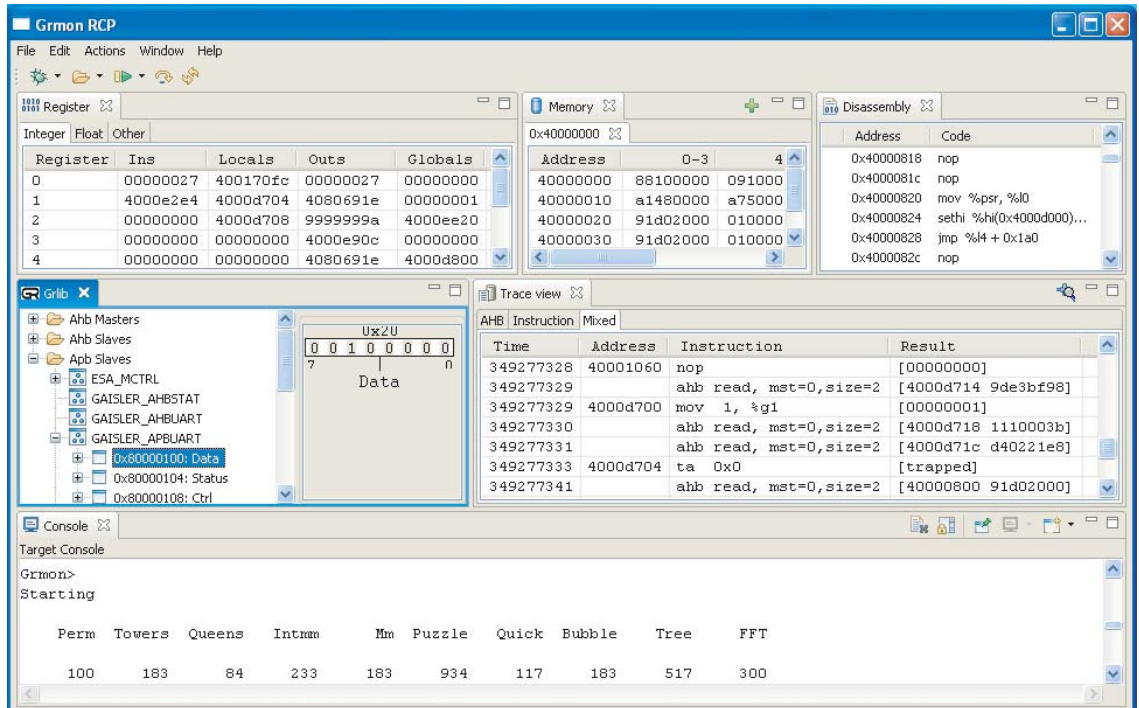 Grmon RCP
File Edit Actions Window Help
Register
Integer Float Other
Register Ins Locals Outs Globals
0 00000027 400170fc 00000027 00000000
1 4000e2e4 4000d704 4080691e 00000001
2 00000000 4000d708 9999999a 4000ee20
3 00000000 00000000 4000e90c 00000000
4 00000000 00000000 4080691e 4000d800
Memory
0x40000000
Address 0-3 4
40000000 88100000 091000
40000010 a1480000 a75000
40000020 91d02000 010000
40000030 91d02000 010000
Disassembly
Address Code
0x40000818 nop
0x4000081c nop
0x40000820 mov %psr, %l0
0x40000824 sethi %hi(0x4000d000)...
0x40000828 jmp %l4 + 0x1a0
0x4000082c nop
Grlib
Ahb Masters
Ahb Slaves
Apb Slaves
ESA_MCTRL
GAISLER_AHBSTAT
GAISLER_AHBUART
GAISLER_APBUART
0x80000100: Data
0x80000104: Status
0x80000108: Ctrl
0x20
0 0 1 0 0 0 0 0
7 0
Data
Trace view
AHB Instruction Mixed
Time Address Instruction Result
349277328 40001060 nop [00000000]
349277329 ahb read, mst=0,size=2 [4000d714 9de3bf98]
349277329 4000d700 mov 1, %g1 [00000001]
349277330 ahb read, mst=0,size=2 [4000d718 1110003b]
349277331 ahb read, mst=0,size=2 [4000d71c d40221e8]
349277333 4000d704 ta 0x0 [trapped]
349277341 ahb read, mst=0,size=2 [40000800 91d02000]
Console
Target Console
Grmon>
Starting
Perm Towers Queens Intmm Mm Puzzle Quick Bubble Tree FFT
100 183 84 233 183 934 117 183 517 300